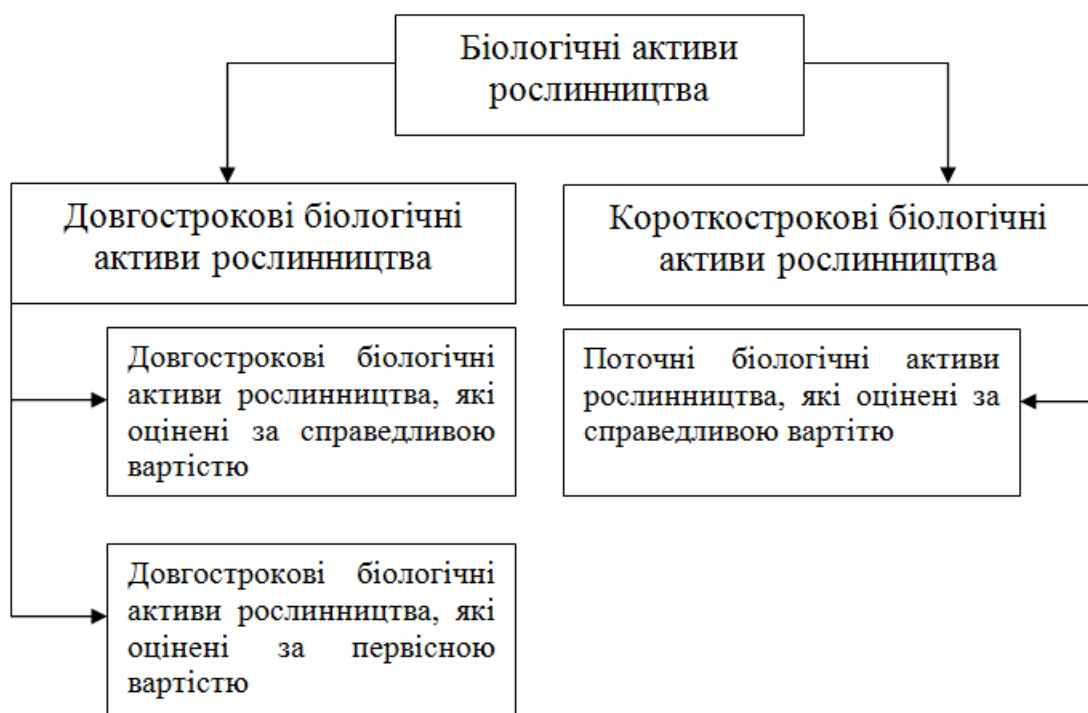 Біологічні активи
рослинництва
Довгострокові біологічні
активи рослинництва
Короткострокові біологічні
активи рослинництва
Довгострокові біологічні
активи рослинництва, які
оцінені за справедливою
вартістю
Поточні біологічні активи
рослинництва, які оцінені за
справедливою вартітю
Довгострокові біологічні
активи рослинництва, які
оцінені за первісною
вартістю